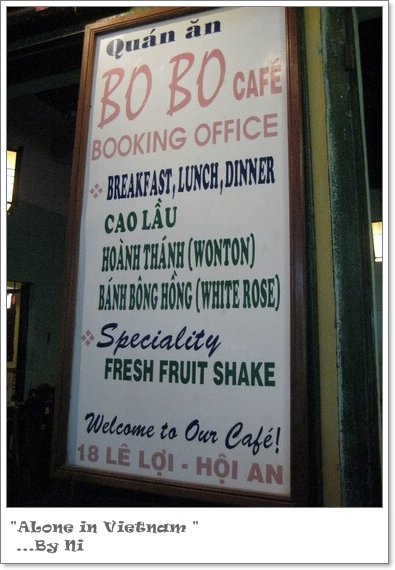 Quán ăn
BO BO CAFÉ
BOOKING OFFICE
BREAKFAST, LUNCH, DINNER
CAO LẦU
HOÀNH THÁNH (WONTON)
BÁNH BÔNG HỒNG (WHITE ROSE)
Speciality
FRESH FRUIT SHAKE
Welcome to Our Café!
18 LÊ LỢI - HỘI AN
"ALone in Vietnam "
...By Ni